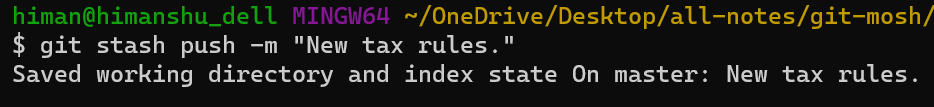 himan@himanshu_dell MINGW64 ~/OneDrive/Desktop/all-notes/git-mosh/
$ git stash push -m "New tax rules."
Saved working directory and index state On master: New tax rules.